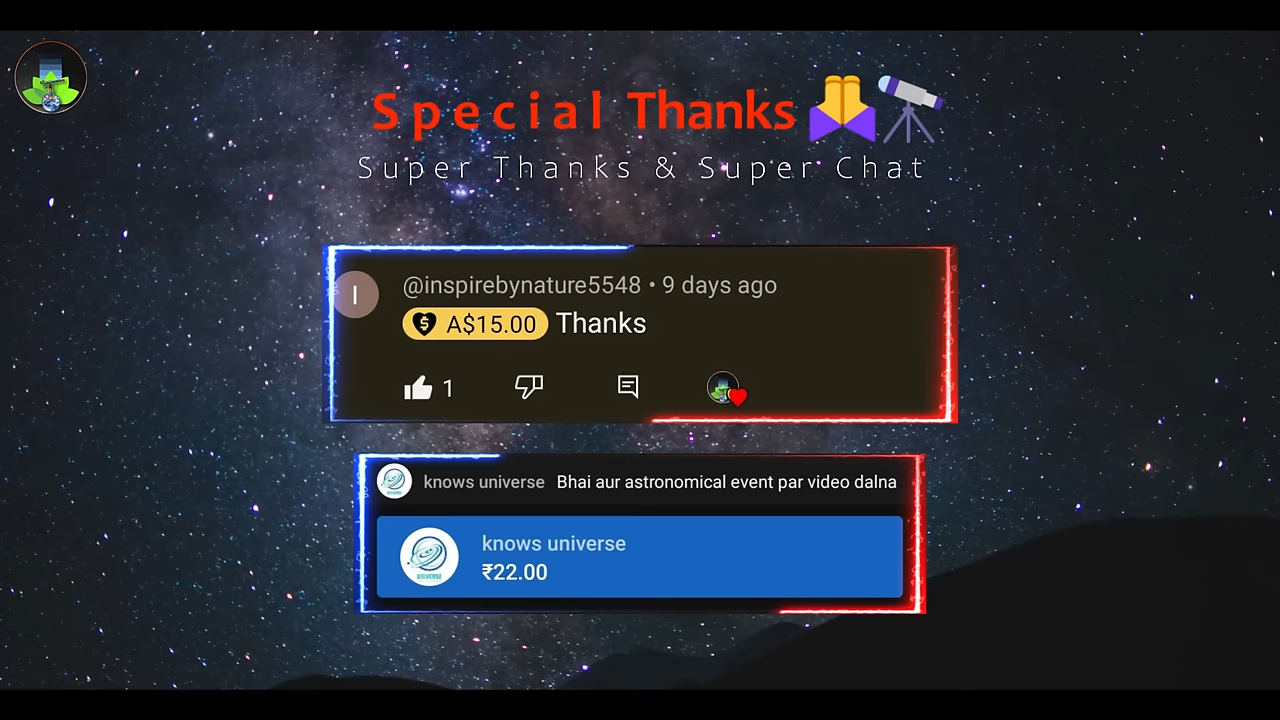 Special Thanks
Super Thanks & Super Chat
I
@inspirebynature5548 • 9 days ago
A$15.00 Thanks
1
knows universe Bhai aur astronomical event par video dalna
knows universe
₹22.00
UNIVERSE